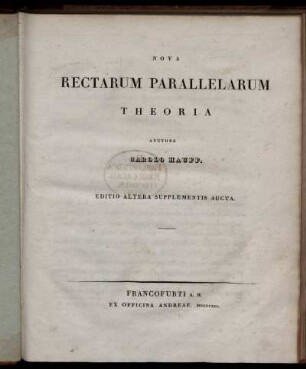 NOVA
RECTARUM PARALLELARUM
THEORIA
AUCTORE
CAROLO HAUFF.
EDITIO ALTERA SUPPLEMENTIS AUCTA.
FRANCOFURTI A. M.
EX OFFICINA ANDREAE.